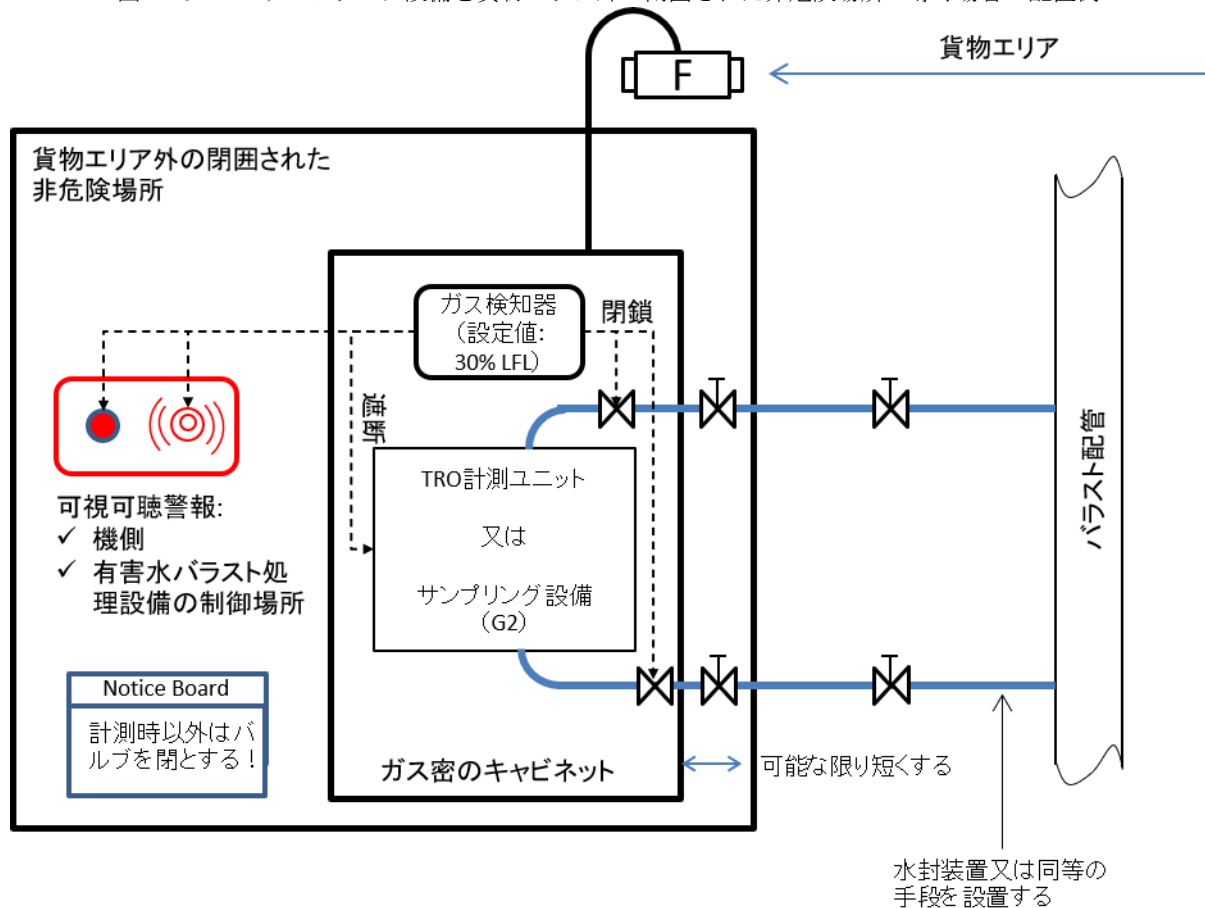 F
貨物エリア
貨物エリア外の閉囲された
非危険場所
ガス検知器
(設定値:
30% LFL)
閉鎖
遮断
TRO計測ユニット
又は
サンプリング設備
(G2)
バラスト配管
可視可聴警報:
✓ 機側
✓ 有害水バラスト処
理設備の制御場所
Notice Board
計測時以外はバ
ルブを閉とする!
ガス密のキャビネット
可能な限り短くする
水封装置又は同等の
手段を設置する